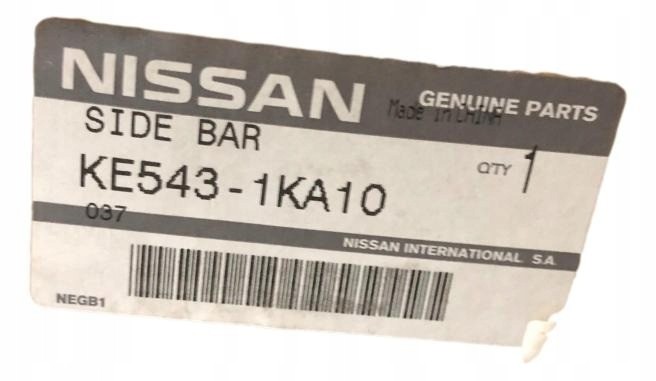 NISSAN
GENUINE PARTS
Made in CHINA
SIDE BAR
QTY 1
KE543-1KA10
037
NISSAN INTERNATIONAL S.A.
NEGB1